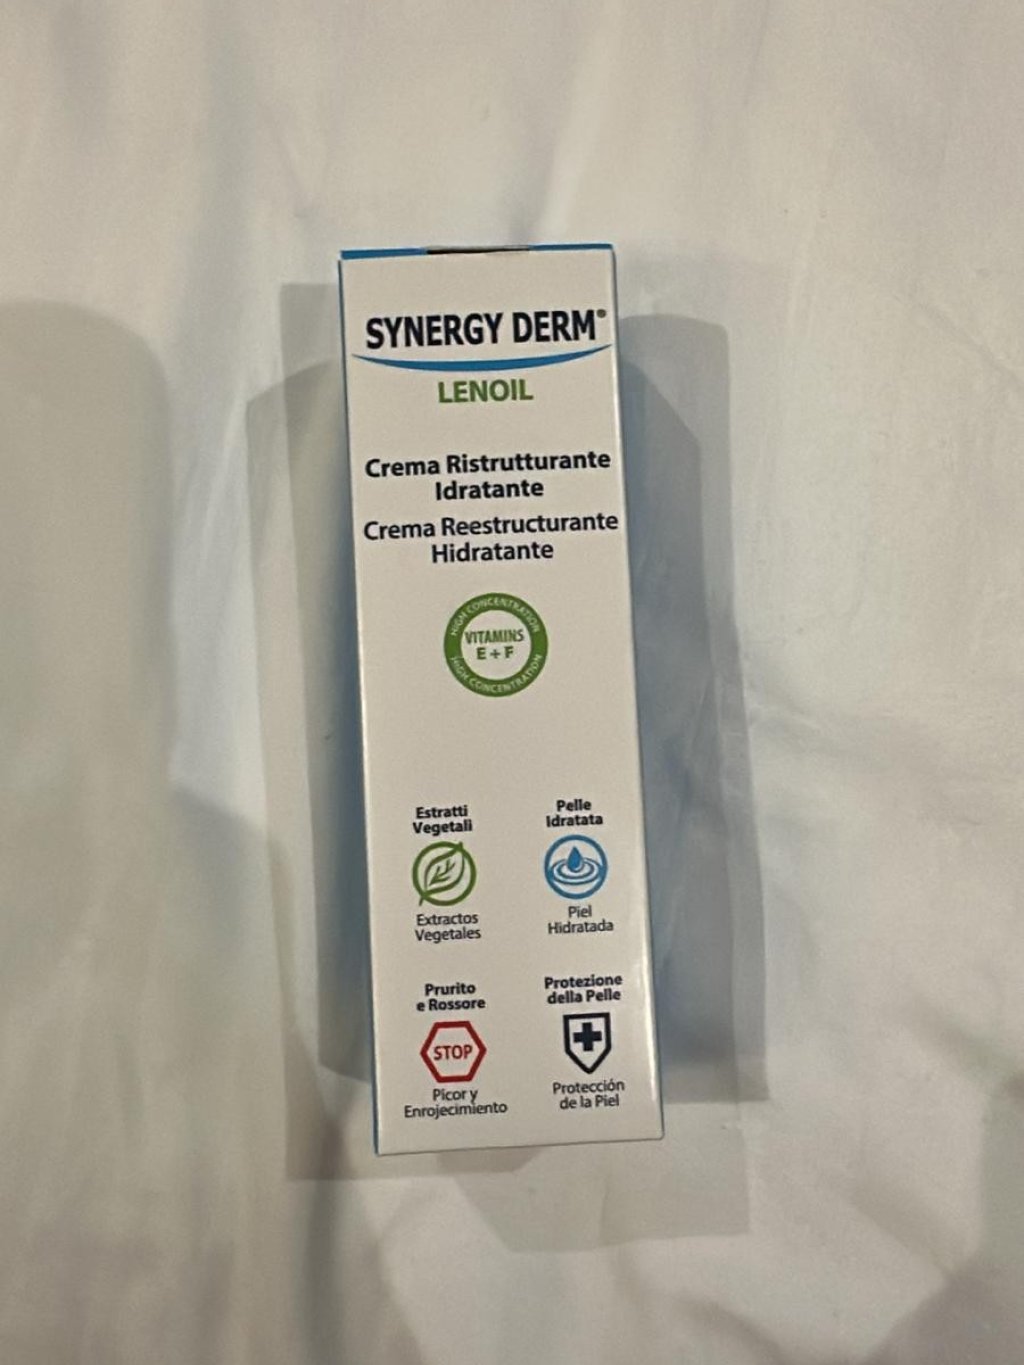 SYNERGY DERM®
LENOIL
Crema Ristrutturante
Idratante
Crema Reestructurante
Hidratante
HIGH CONCENTRATION
VITAMINS
E + F
HIGH CONCENTRATION
Estratti
Vegetali
Extractos
Vegetales
Pelle
Idratata
Piel
Hidratada
Prurito
e Rossore
STOP
Picor y
Enrojecimiento
Protezione
della Pelle
Protección
de la Piel